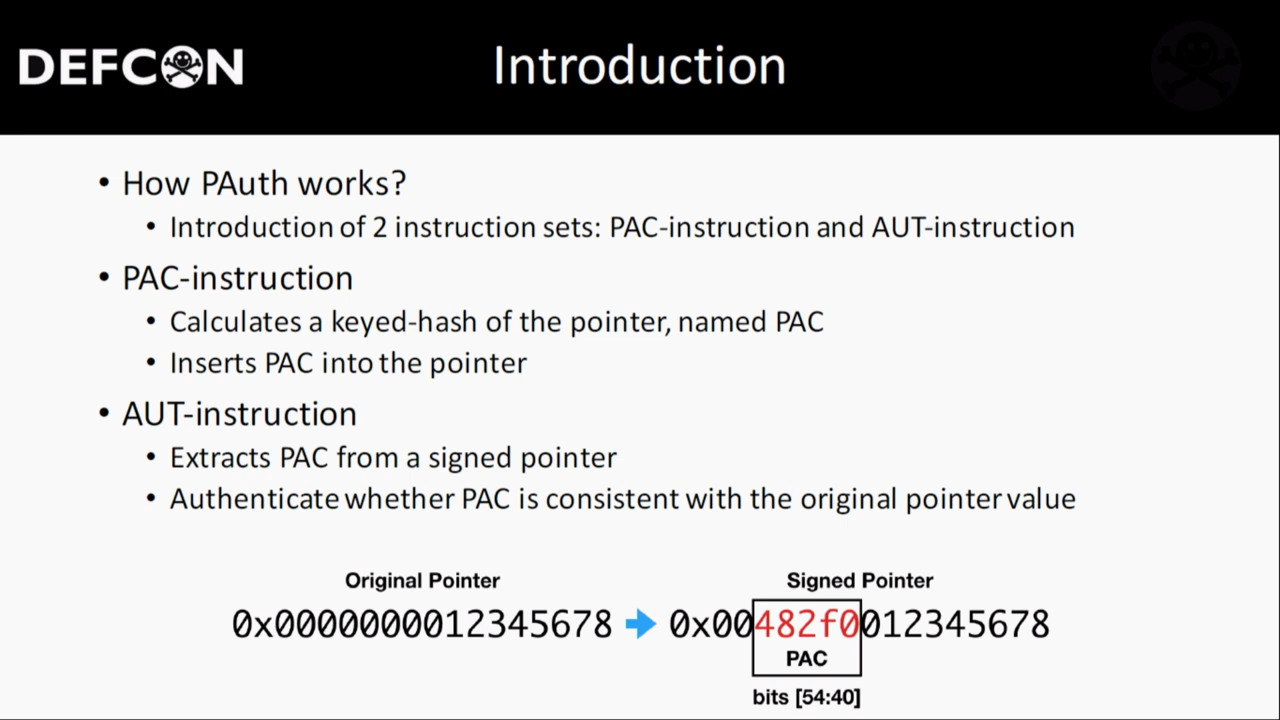 DEFCON
Introduction
• How PAuth works?
• Introduction of 2 instruction sets: PAC-instruction and AUT-instruction
• PAC-instruction
• Calculates a keyed-hash of the pointer, named PAC
• Inserts PAC into the pointer
• AUT-instruction
• Extracts PAC from a signed pointer
• Authenticate whether PAC is consistent with the original pointer value
Original Pointer
Signed Pointer
0x0000000012345678
0x00482f0012345678
PAC
bits [54:40]